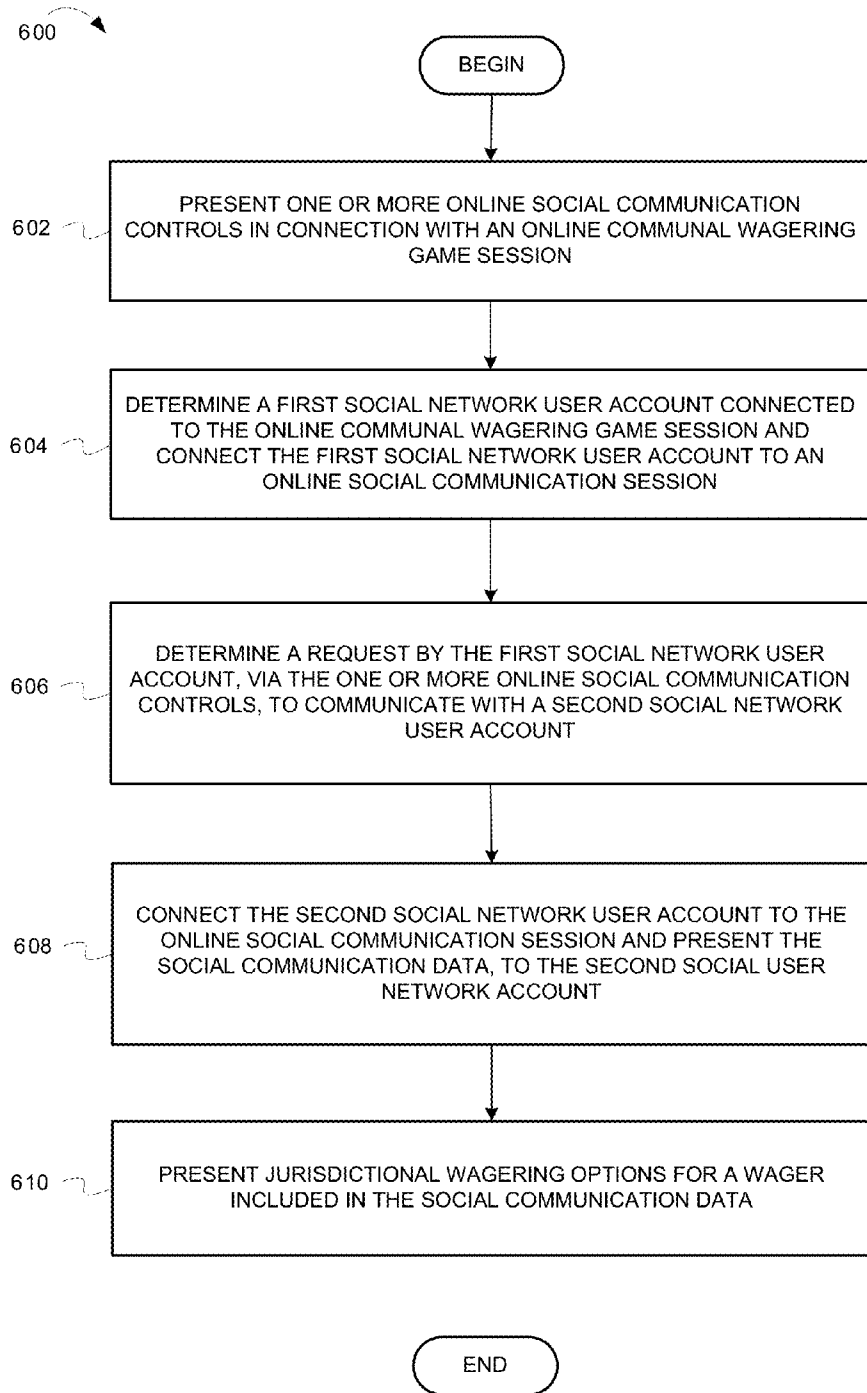 600
BEGIN
602
PRESENT ONE OR MORE ONLINE SOCIAL COMMUNICATION
CONTROLS IN CONNECTION WITH AN ONLINE COMMUNAL WAGERING
GAME SESSION
604
DETERMINE A FIRST SOCIAL NETWORK USER ACCOUNT CONNECTED
TO THE ONLINE COMMUNAL WAGERING GAME SESSION AND
CONNECT THE FIRST SOCIAL NETWORK USER ACCOUNT TO AN
ONLINE SOCIAL COMMUNICATION SESSION
606
DETERMINE A REQUEST BY THE FIRST SOCIAL NETWORK USER
ACCOUNT, VIA THE ONE OR MORE ONLINE SOCIAL COMMUNICATION
CONTROLS, TO COMMUNICATE WITH A SECOND SOCIAL NETWORK
USER ACCOUNT
608
CONNECT THE SECOND SOCIAL NETWORK USER ACCOUNT TO THE
ONLINE SOCIAL COMMUNICATION SESSION AND PRESENT THE
SOCIAL COMMUNICATION DATA, TO THE SECOND SOCIAL USER
NETWORK ACCOUNT
610
PRESENT JURISDICTIONAL WAGERING OPTIONS FOR A WAGER
INCLUDED IN THE SOCIAL COMMUNICATION DATA
END